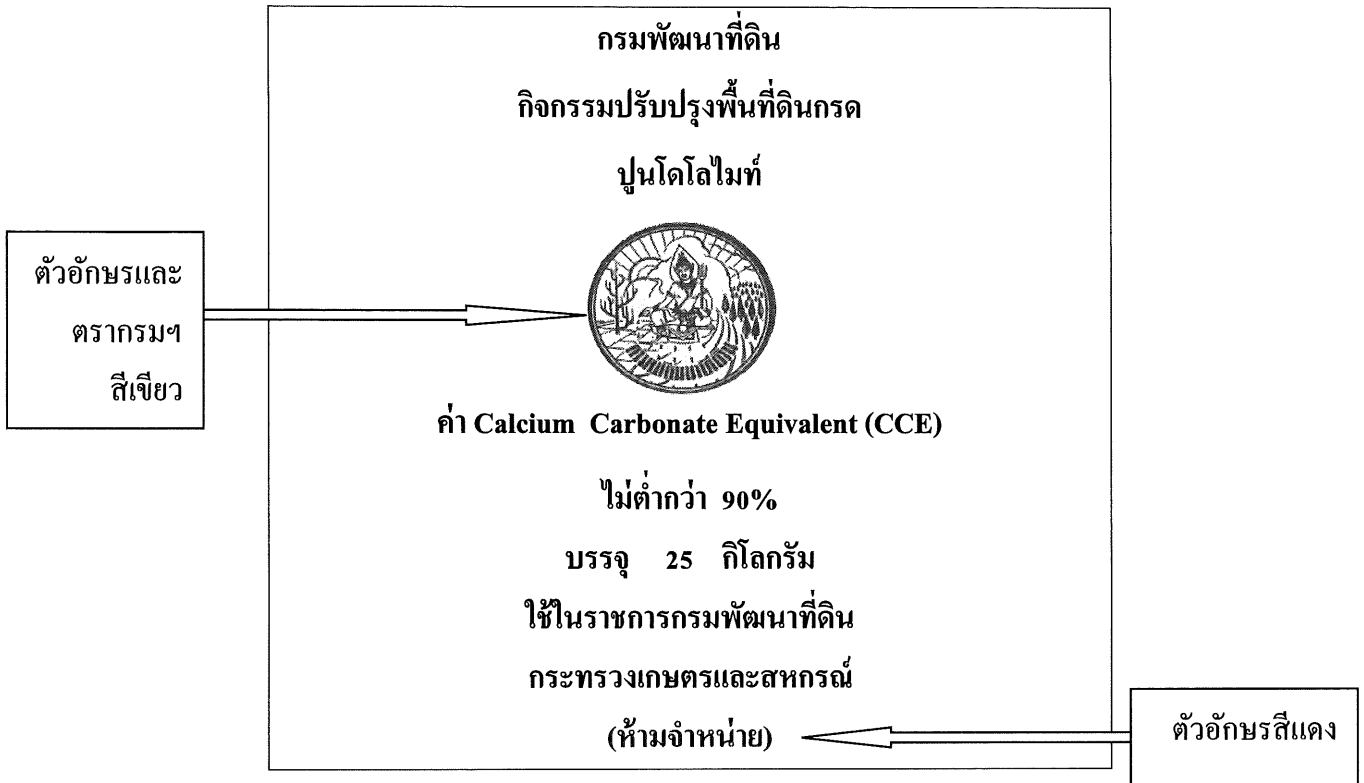 กรมพัฒนาที่ดิน
กิจกรรมปรับปรุงพื้นที่ดินกรด
ปูนโดโลไมท์
ตัวอักษรและ
ตรากรมฯ
สีเขียว
ค่า Calcium Carbonate Equivalent (CCE)
ไม่ต่ำกว่า 90%
บรรจุ 25 กิโลกรัม
ใช้ในราชการกรมพัฒนาที่ดิน
กระทรวงเกษตรและสหกรณ์
(ห้ามจำหน่าย)
ตัวอักษรสีแดง